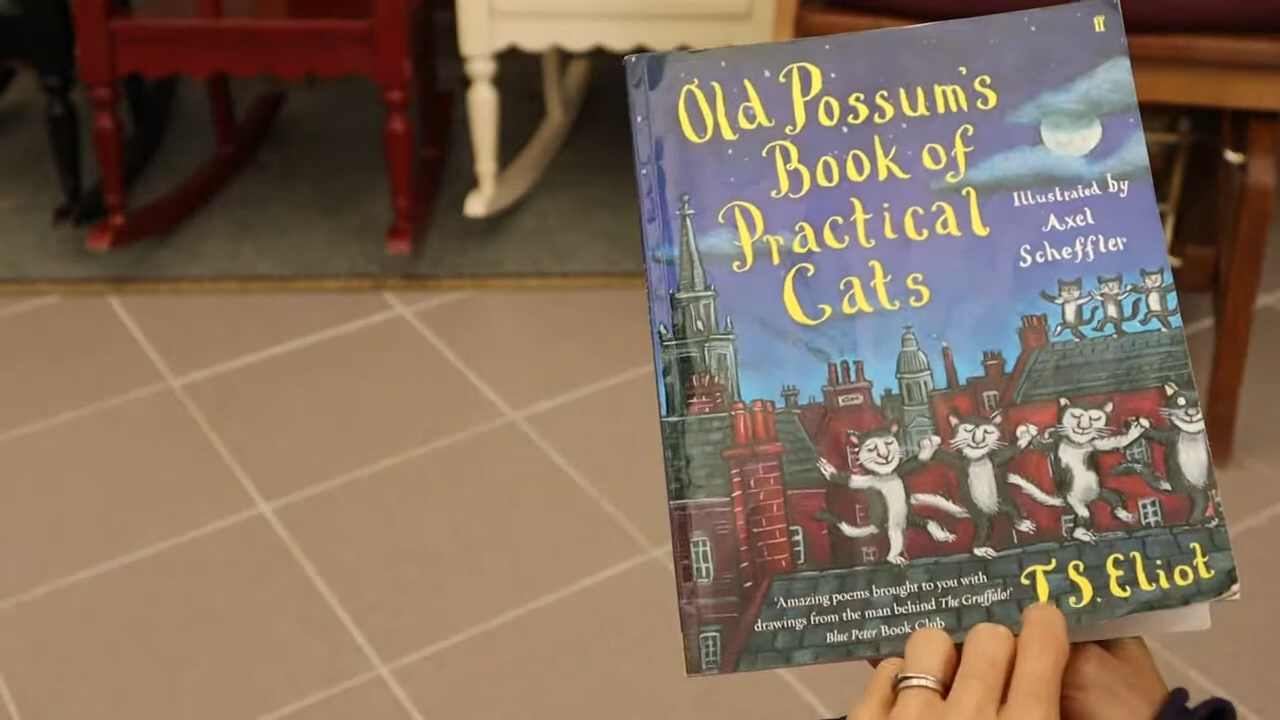 ff
Old Possum's
Book of
Practical
Cats
Illustrated by
Axel
Scheffler
'Amazing poems brought to you with
drawings from the man behind The Gruffalo!'
Blue Peter Book Club
T.S. Eliot